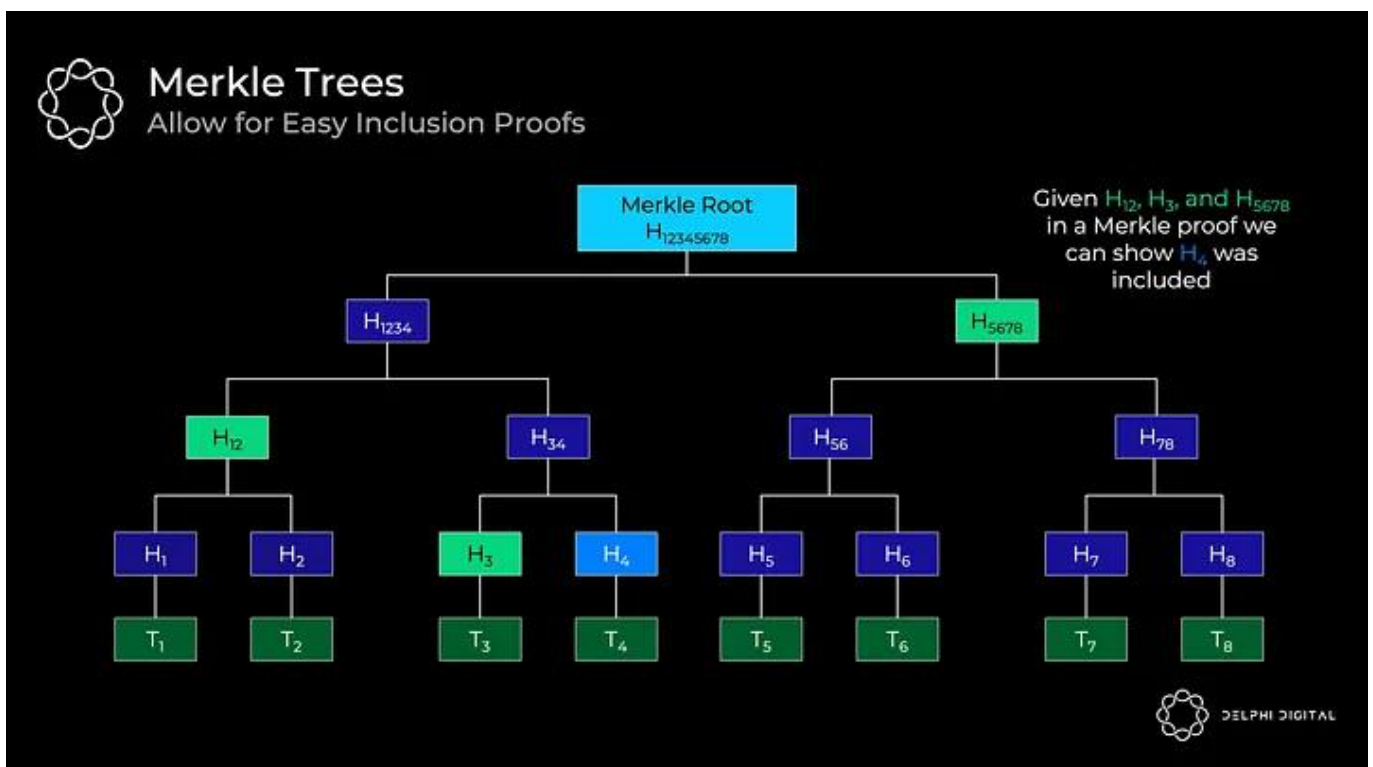 Merkle Trees
Allow for Easy Inclusion Proofs
Merkle Root
H₁₂₃₄₅₆₇₈
Given H₁₂, H₃, and H₅₆₇₈
in a Merkle proof we
can show H₄ was
included
H₁₂₃₄ H₅₆₇₈
H₁₂ H₃₄ H₅₆ H₇₈
H₁ H₂ H₃ H₄ H₅ H₆ H₇ H₈
T₁ T₂ T₃ T₄ T₅ T₆ T₇ T₈
DELPHI DIGITAL